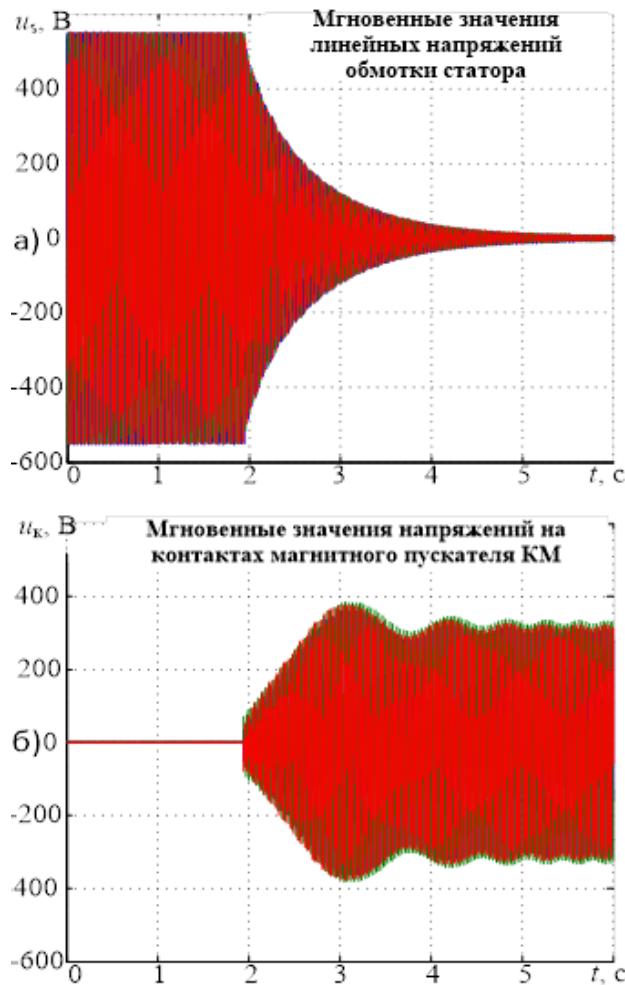 u₅, В
Мгновенные значения
линейных напряжений
обмотки статора
400
200
а) 0
-200
-400
-600
0 1 2 3 4 5 t, с
uк, В
Мгновенные значения напряжений на
контактах магнитного пускателя КМ
400
200
б) 0
-200
-400
-600
0 1 2 3 4 5 t, с